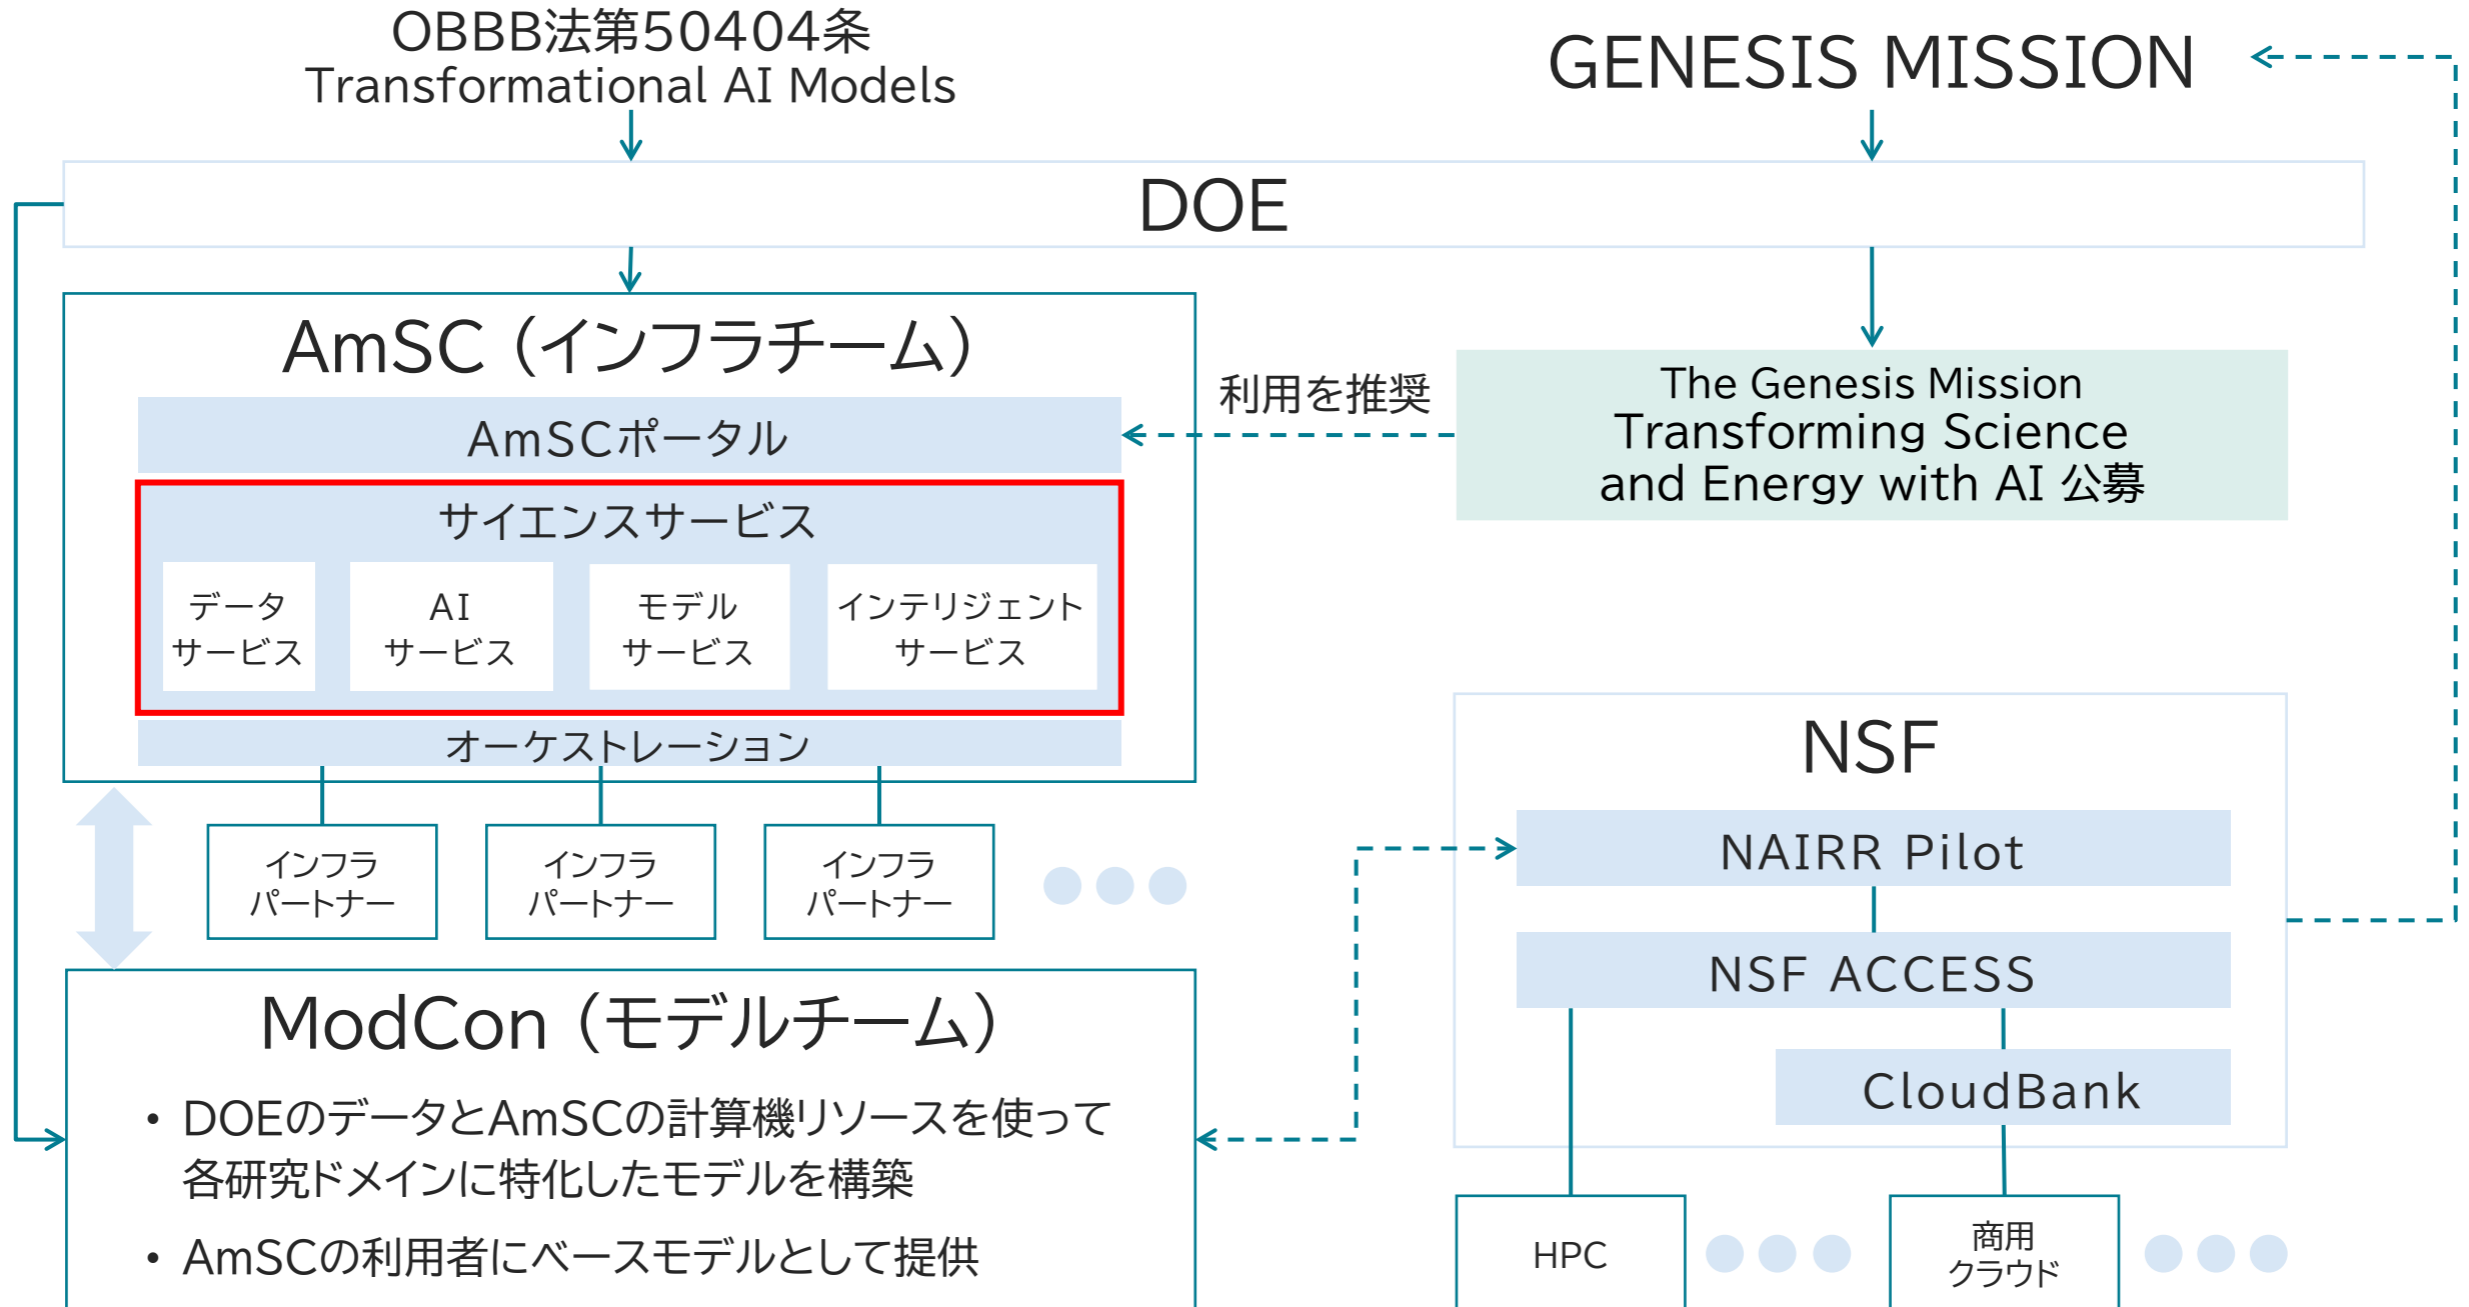 OBBB法第50404条
Transformational AI Models
GENESIS MISSION
DOE
AmSC（インフラチーム）
AmSCポータル
サイエンスサービス
データ
サービス
AI
サービス
モデル
サービス
インテリジェント
サービス
オーケストレーション
インフラ
パートナー
インフラ
パートナー
インフラ
パートナー
利用を推奨
The Genesis Mission
Transforming Science
and Energy with AI 公募
ModCon（モデルチーム）
• DOEのデータとAmSCの計算機リソースを使って
各研究ドメインに特化したモデルを構築
• AmSCの利用者にベースモデルとして提供
NSF
NAIRR Pilot
NSF ACCESS
CloudBank
HPC
商用
クラウド